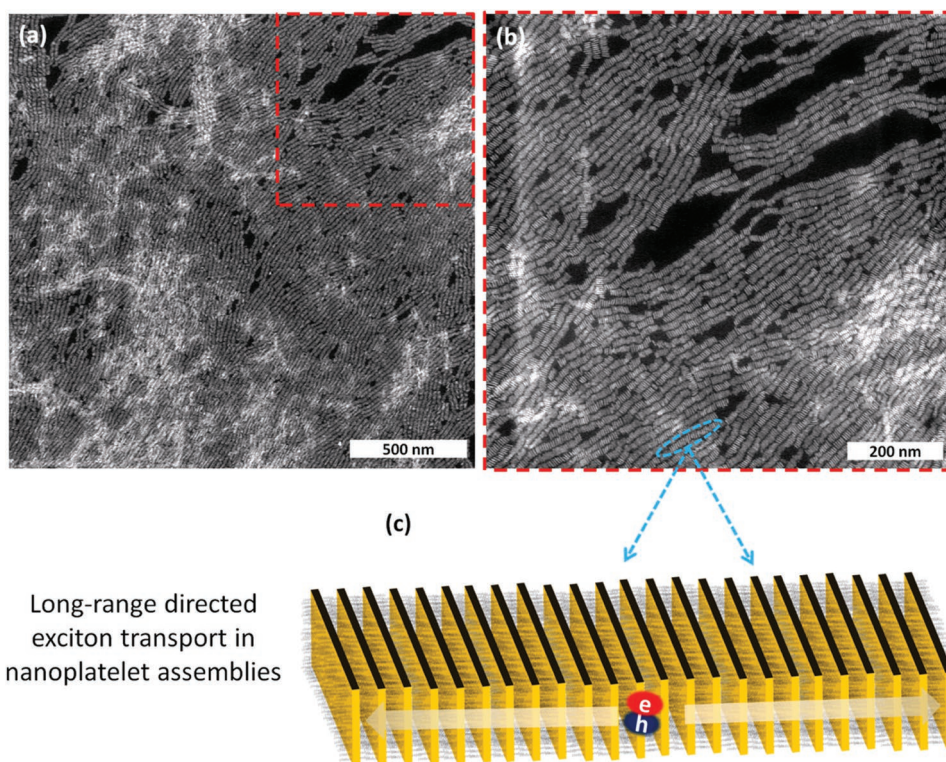 (a)
500 nm
(b)
200 nm
(c)
Long-range directed
exciton transport in
nanoplatelet assemblies
e
h